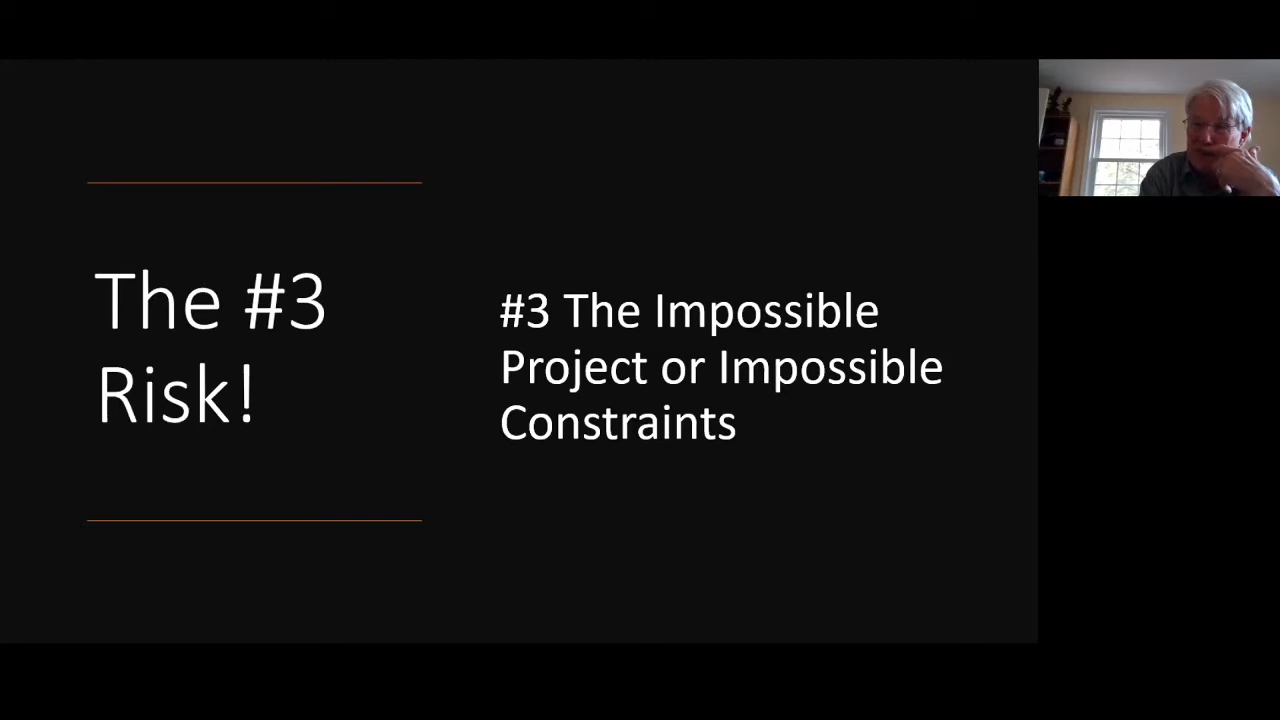 The #3
Risk!
#3 The Impossible
Project or Impossible
Constraints